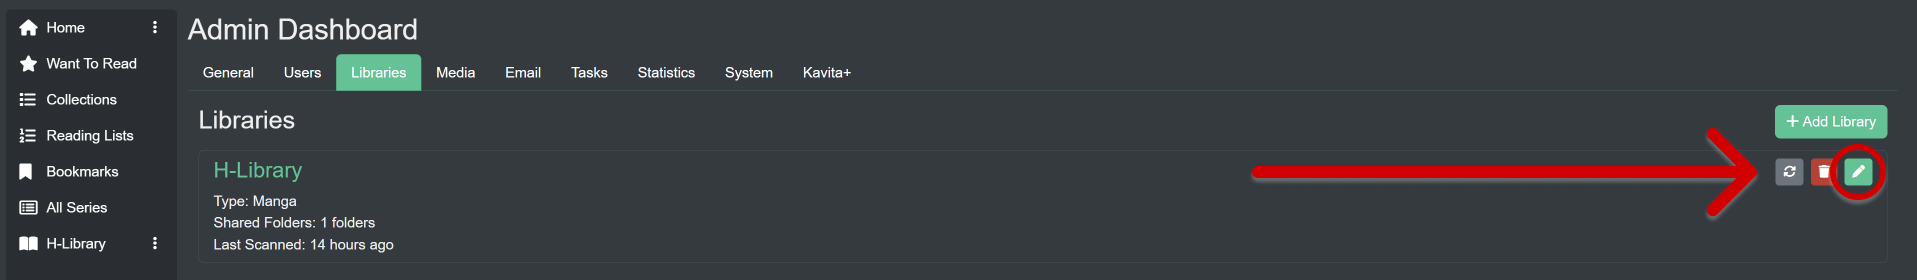 Home
Want To Read
Collections
Reading Lists
Bookmarks
All Series
H-Library
Admin Dashboard
General Users Libraries Media Email Tasks Statistics System Kavita+
Libraries
+ Add Library
H-Library
Type: Manga
Shared Folders: 1 folders
Last Scanned: 14 hours ago